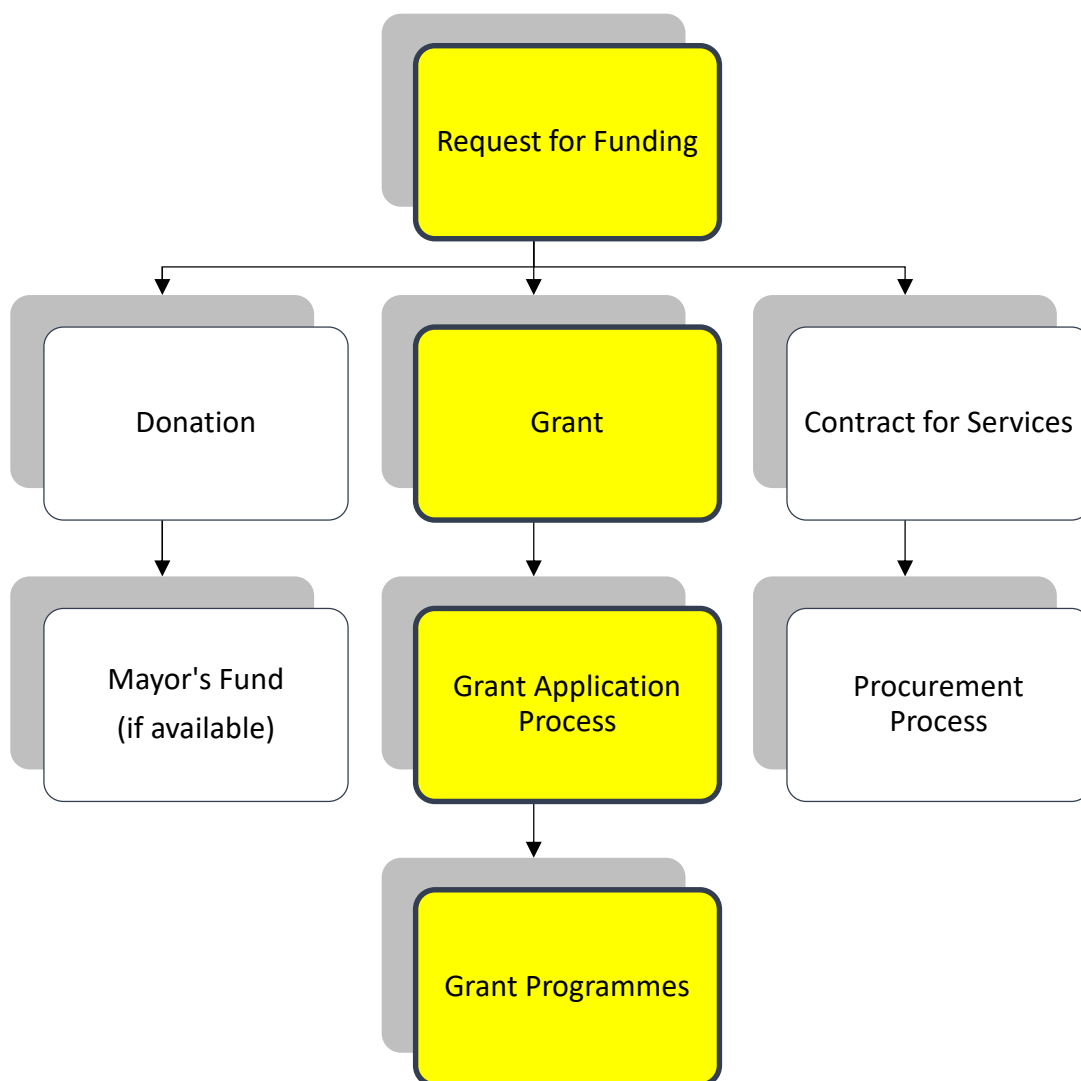 Request for Funding
Donation
Grant
Contract for Services
Mayor's Fund
(if available)
Grant Application
Process
Procurement
Process
Grant Programmes